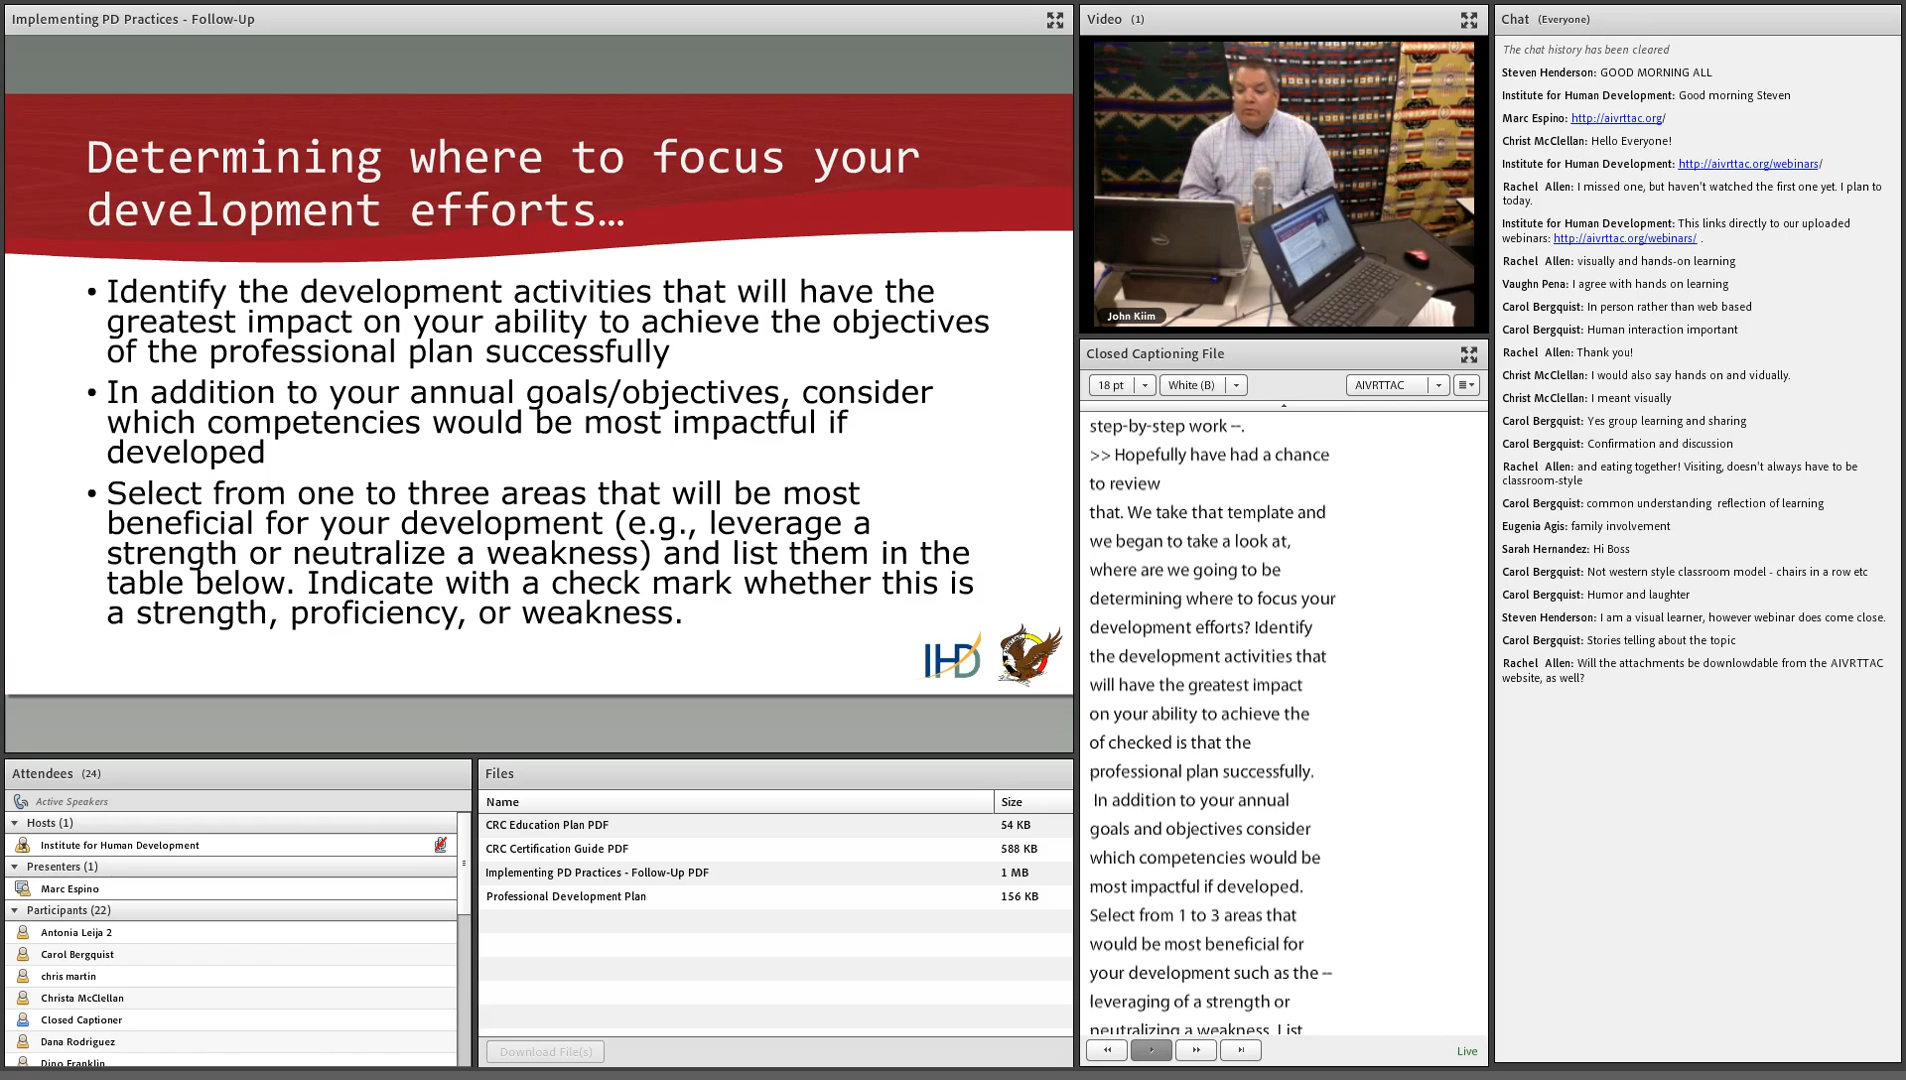 Implementing PD Practices - Follow-Up
Determining where to focus your
development efforts…
• Identify the development activities that will have the
greatest impact on your ability to achieve the objectives
of the professional plan successfully
• In addition to your annual goals/objectives, consider
which competencies would be most impactful if
developed
• Select from one to three areas that will be most
beneficial for your development (e.g., leverage a
strength or neutralize a weakness) and list them in the
table below. Indicate with a check mark whether this is
a strength, proficiency, or weakness.
IHD
Attendees (24)
Active Speakers
Hosts (1)
Institute for Human Development
Presenters (1)
Marc Espino
Participants (22)
Antonia Leija 2
Carol Bergquist
chris martin
Christa McClellan
Closed Captioner
Dana Rodriguez
Dino Franklin
Files
Name Size
CRC Education Plan PDF 54 KB
CRC Certification Guide PDF 588 KB
Implementing PD Practices - Follow-Up PDF 1 MB
Professional Development Plan 156 KB
Download File(s)
Video (1)
John Kiim
Closed Captioning File
18 pt White (B) AIVRTTAC
step-by-step work --.
>> Hopefully have had a chance
to review
that. We take that template and
we began to take a look at,
where are we going to be
determining where to focus your
development efforts? Identify
the development activities that
will have the greatest impact
on your ability to achieve the
of checked is that the
professional plan successfully.
In addition to your annual
goals and objectives consider
which competencies would be
most impactful if developed.
Select from 1 to 3 areas that
would be most beneficial for
your development such as the --
leveraging of a strength or
neutralizing a weakness. List
Live
Chat (Everyone)
The chat history has been cleared
Steven Henderson: GOOD MORNING ALL
Institute for Human Development: Good morning Steven
Marc Espino: http://aivrttac.org/
Christ McClellan: Hello Everyone!
Institute for Human Development: http://aivrttac.org/webinars/
Rachel Allen: I missed one, but haven't watched the first one yet. I plan to
today.
Institute for Human Development: This links directly to our uploaded
webinars: http://aivrttac.org/webinars/ .
Rachel Allen: visually and hands-on learning
Vaughn Pena: I agree with hands on learning
Carol Bergquist: In person rather than web based
Carol Bergquist: Human interaction important
Rachel Allen: Thank you!
Christ McClellan: I would also say hands on and vidually.
Christ McClellan: I meant visually
Carol Bergquist: Yes group learning and sharing
Carol Bergquist: Confirmation and discussion
Rachel Allen: and eating together! Visiting, doesn't always have to be
classroom-style
Carol Bergquist: common understanding reflection of learning
Eugenia Agis: family involvement
Sarah Hernandez: Hi Boss
Carol Bergquist: Not western style classroom model - chairs in a row etc
Carol Bergquist: Humor and laughter
Steven Henderson: I am a visual learner, however webinar does come close.
Carol Bergquist: Stories telling about the topic
Rachel Allen: Will the attachments be downlowdable from the AIVRTTAC
website, as well?